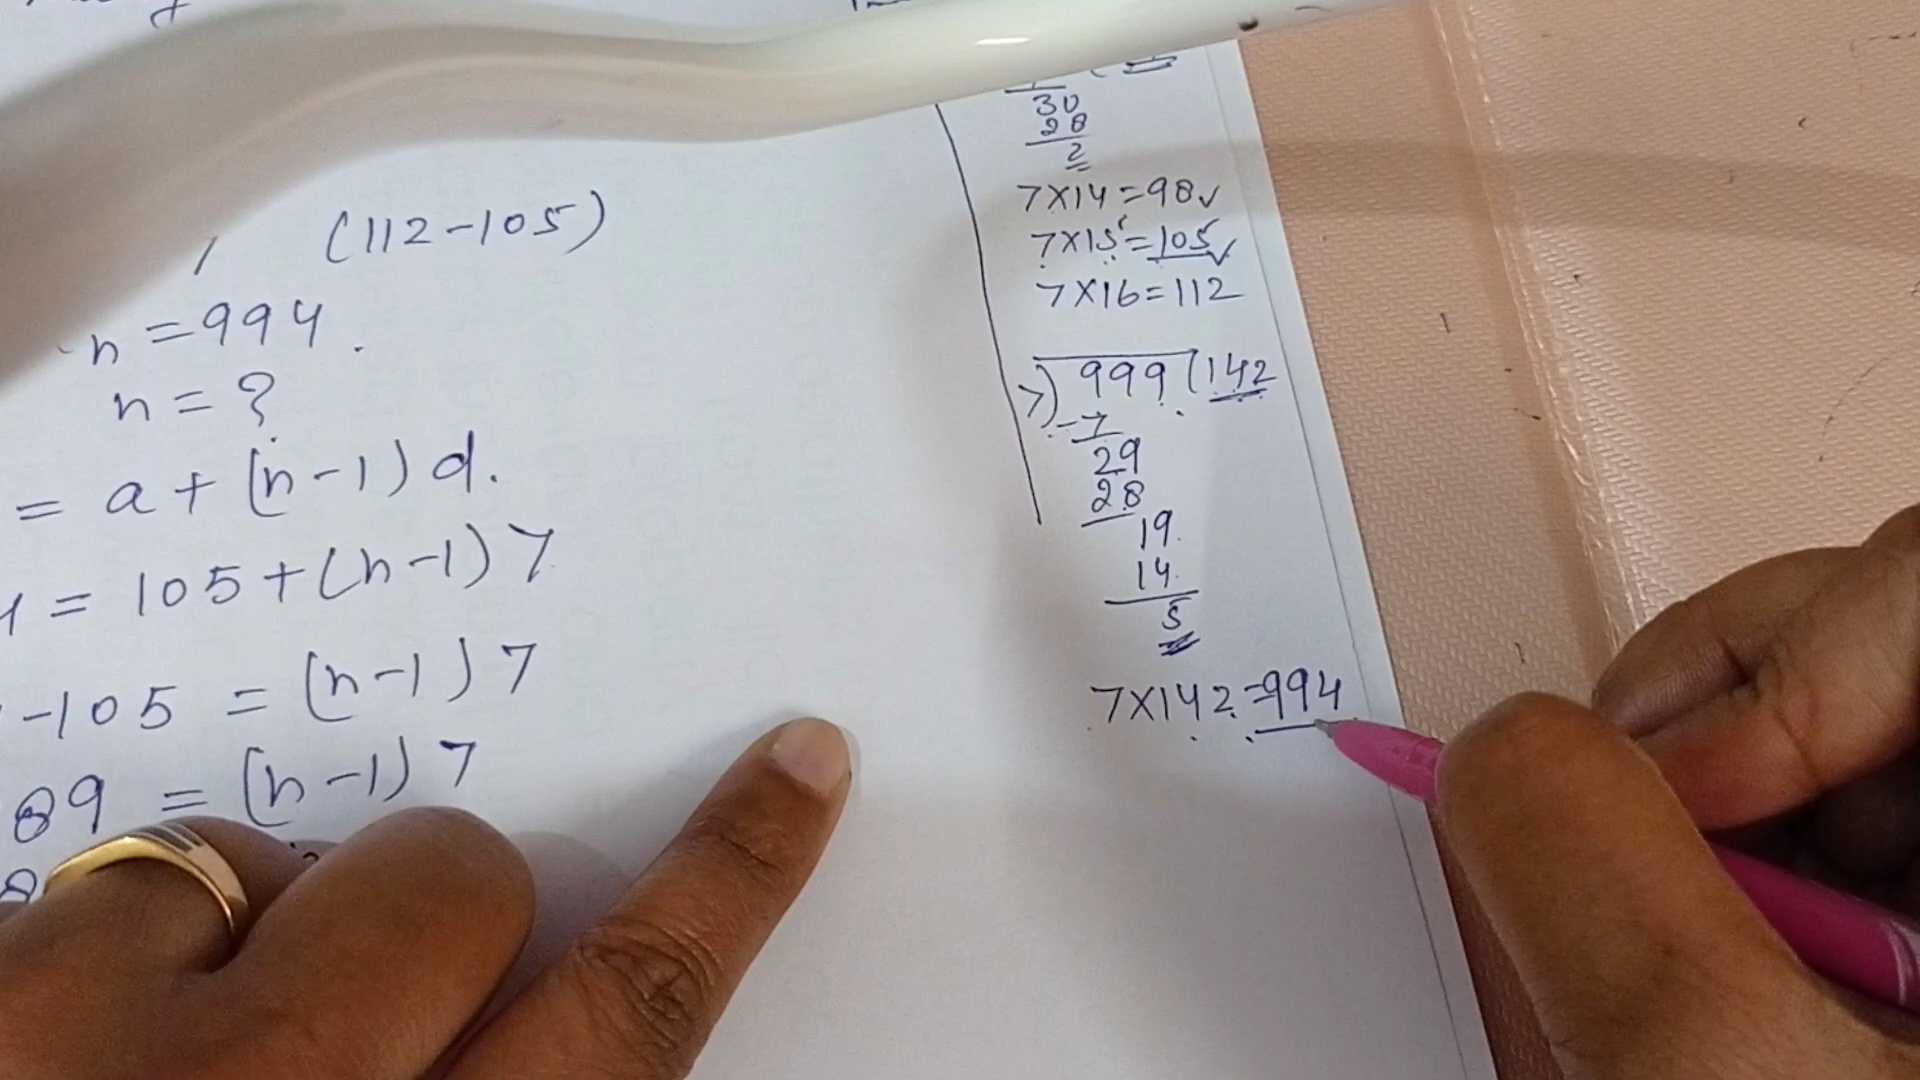 (112-105)
n = 994.
n = ?
= a + (n-1) d.
= 105 + (n-1) 7
-105 = (n-1) 7
89 = (n-1) 7
30
28
2
7×14=98✓
7×15=105✓
7×16=112
7) 999 (142
-7
29
28
19
14
5
7×142=994